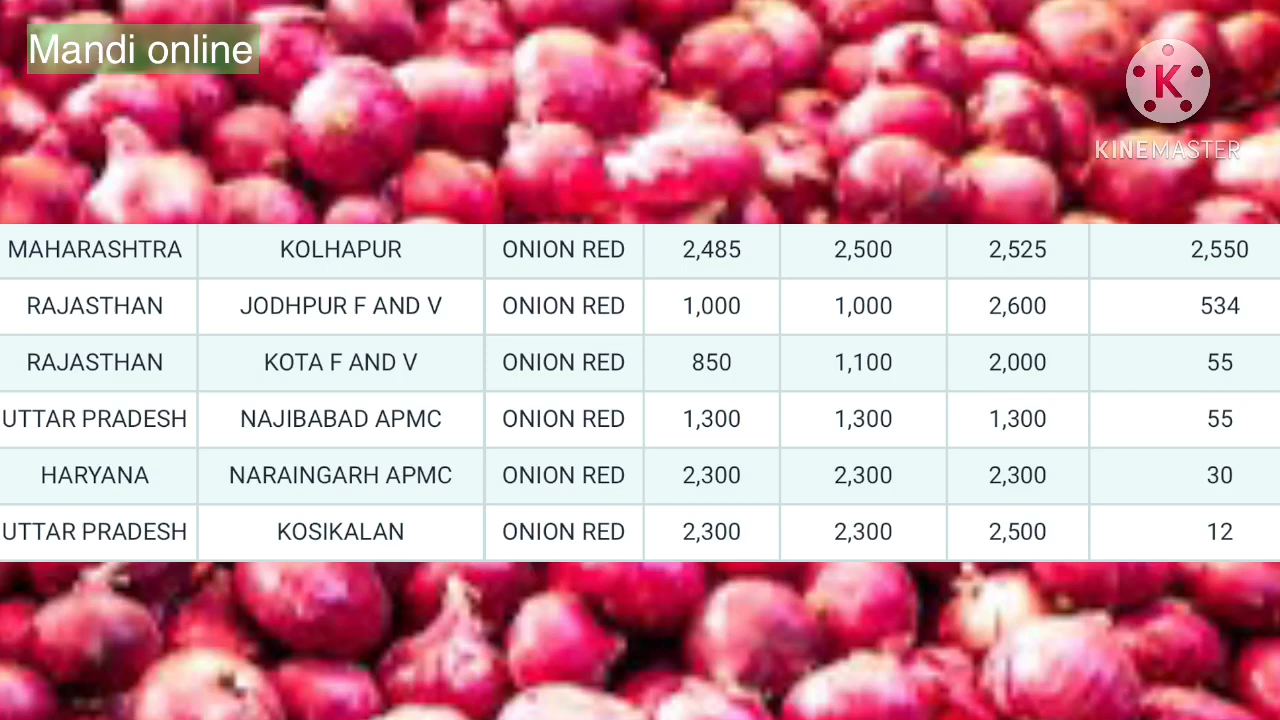 Mandi online
K
KINEMASTER
MAHARASHTRA KOLHAPUR ONION RED 2,485 2,500 2,525 2,550
RAJASTHAN JODHPUR F AND V ONION RED 1,000 1,000 2,600 534
RAJASTHAN KOTA F AND V ONION RED 850 1,100 2,000 55
UTTAR PRADESH NAJIBABAD APMC ONION RED 1,300 1,300 1,300 55
HARYANA NARAINGARH APMC ONION RED 2,300 2,300 2,300 30
UTTAR PRADESH KOSIKALAN ONION RED 2,300 2,300 2,500 12